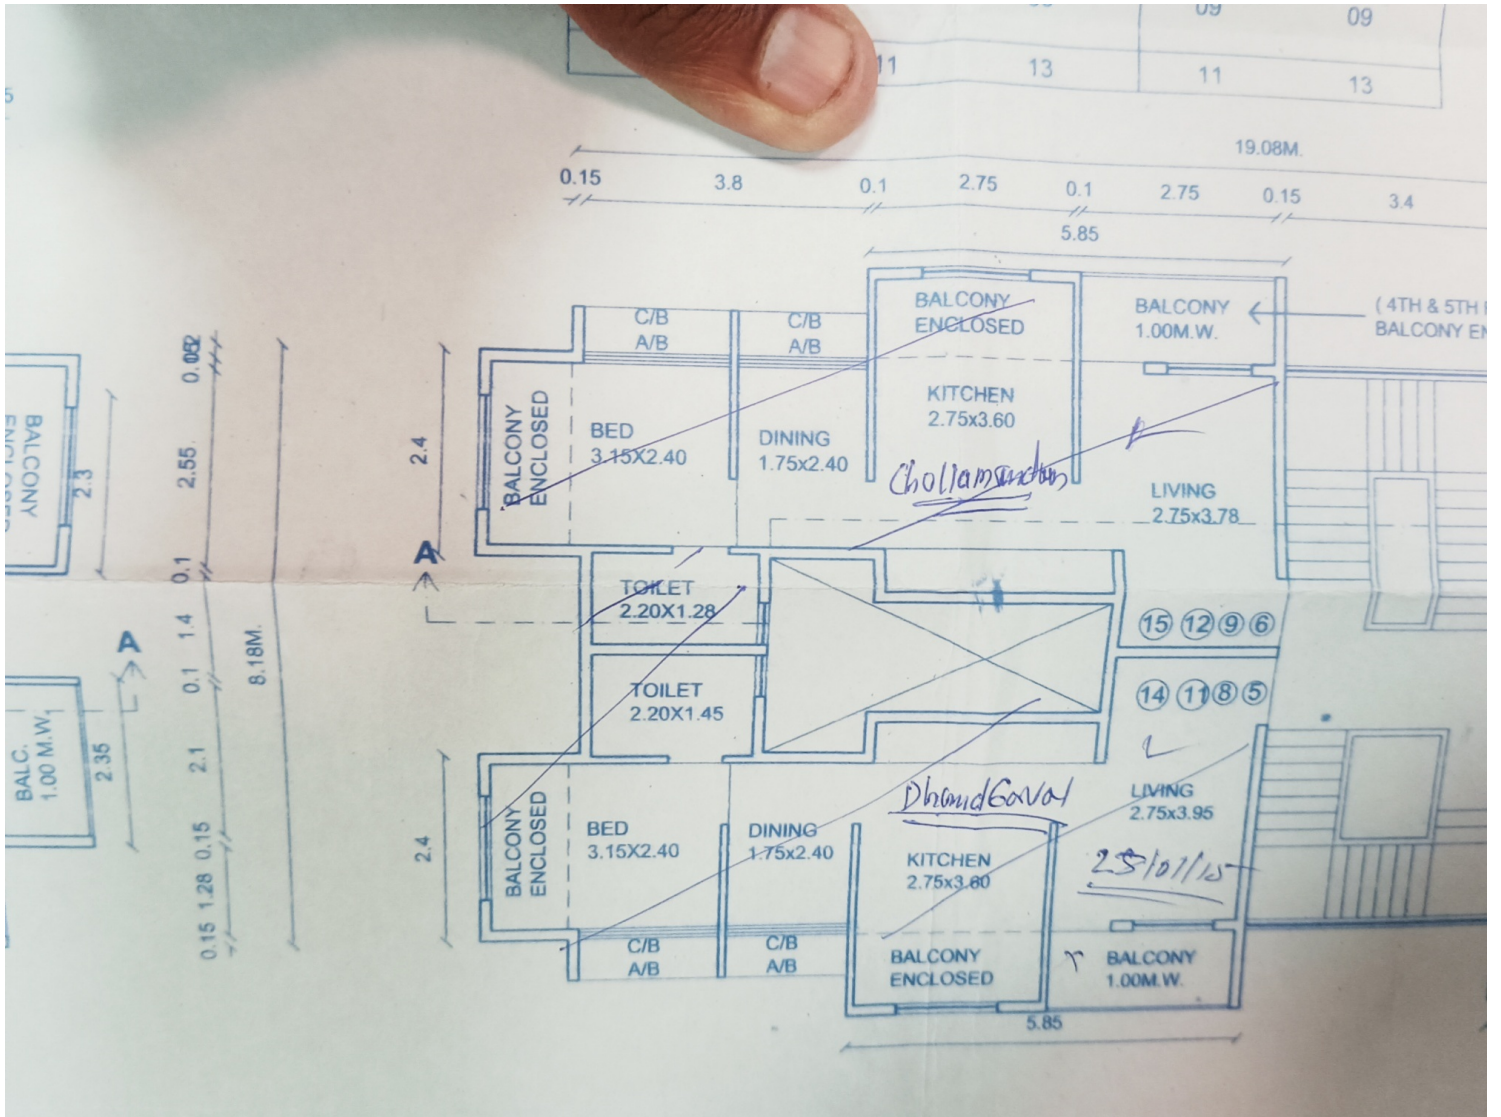 09
09
11
13
11
13
19.08M.
0.15
3.8
0.1
2.75
0.1
2.75
0.15
3.4
5.85
BALCONY
ENCLOSED
BALCONY
1.00M.W.
( 4TH & 5TH
BALCONY
C/B
A/B
C/B
A/B
2.4
2.55
0.1
1.4
0.1
2.1
0.15
1.28
0.15
8.18M.
BALCONY
2.3
BALCONY
ENCLOSED
BED
3.15X2.40
DINING
1.75x2.40
KITCHEN
2.75x3.60
LIVING
2.75x3.78
A
TOILET
2.20X1.28
15 12 9 6
A
TOILET
2.20X1.45
14 11 8 5
BALC.
1.00 M.W.
2.35
2.4
BALCONY
ENCLOSED
BED
3.15X2.40
DINING
1.75x2.40
KITCHEN
2.75x3.60
LIVING
2.75x3.95
C/B
A/B
C/B
A/B
BALCONY
ENCLOSED
BALCONY
1.00M.W.
5.85